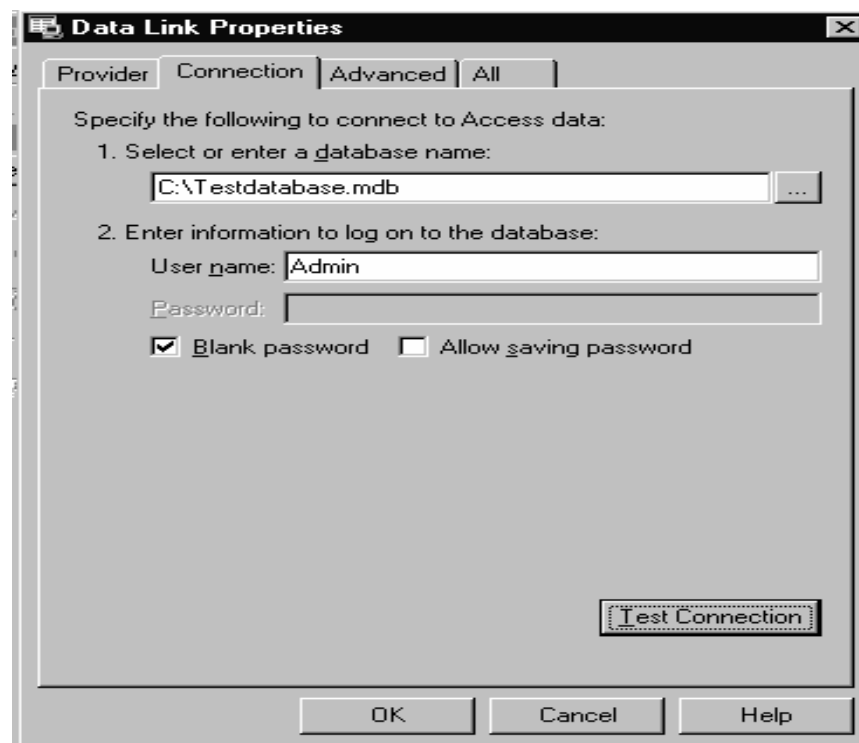 Data Link Properties
Provider Connection Advanced All
Specify the following to connect to Access data:
1. Select or enter a database name:
C:\Testdatabase.mdb ...
2. Enter information to log on to the database:
User name: Admin
Password:
Blank password Allow saving password
Test Connection
OK Cancel Help